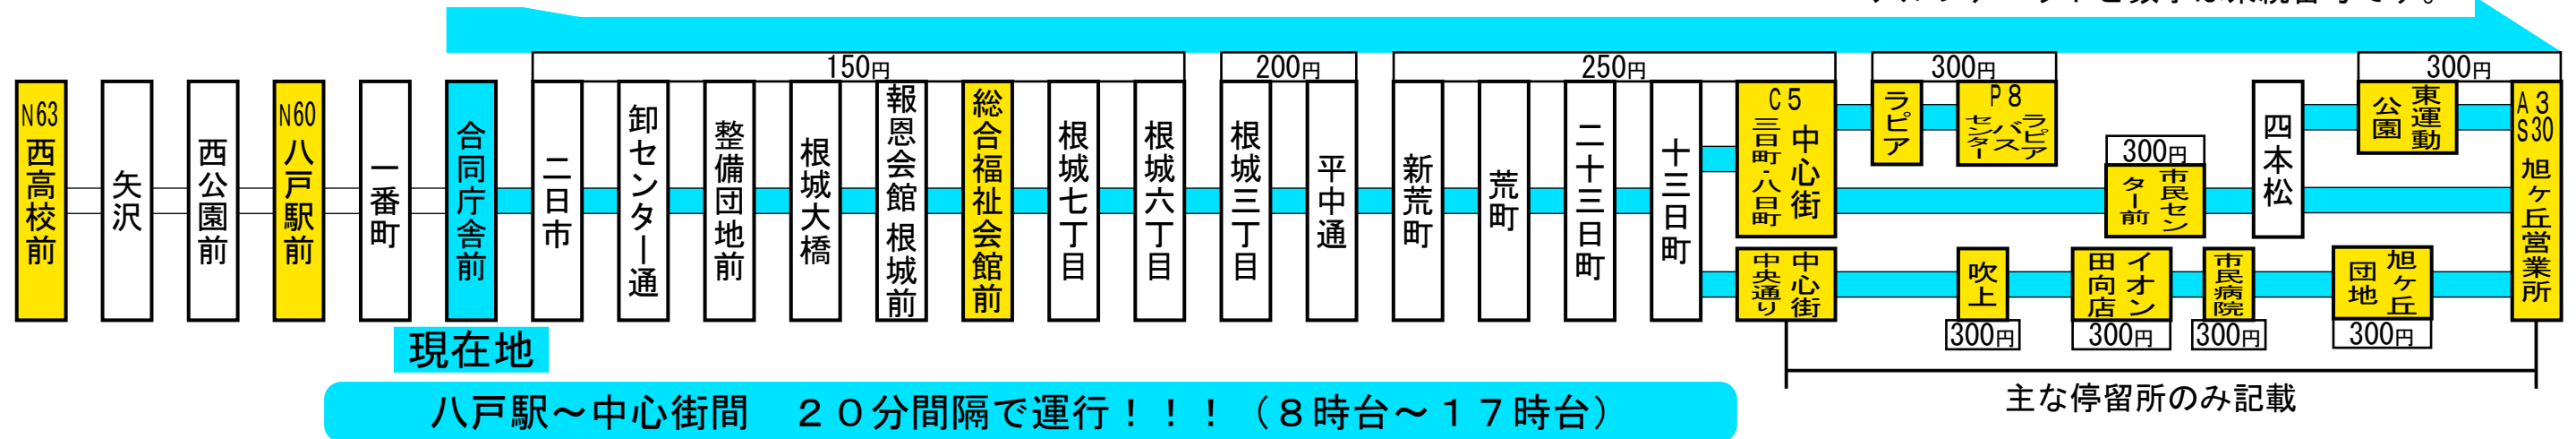 150円
200円
250円
300円
300円
N63
西高校前
矢沢
西公園前
N60
八戸駅前
一番町
合同庁舎前
二日市
卸センター通
整備団地前
根城大橋
報恩会館 根城前
総合福祉会館前
根城七丁目
根城六丁目
根城三丁目
平中通
新荒町
荒町
二十三日町
十三日町
C5
中心街
三日町・八日町
中心街
中央通り
ラピア
P8
ラピア
バス
センター
300円
市民セン
ター前
四本松
東運動
公園
A3
S30
旭ヶ丘営業所
吹上
300円
イオン
田向店
300円
市民病院
300円
旭ヶ丘
団地
300円
現在地
八戸駅～中心街間 20分間隔で運行！！！（8時台～17時台）
主な停留所のみ記載